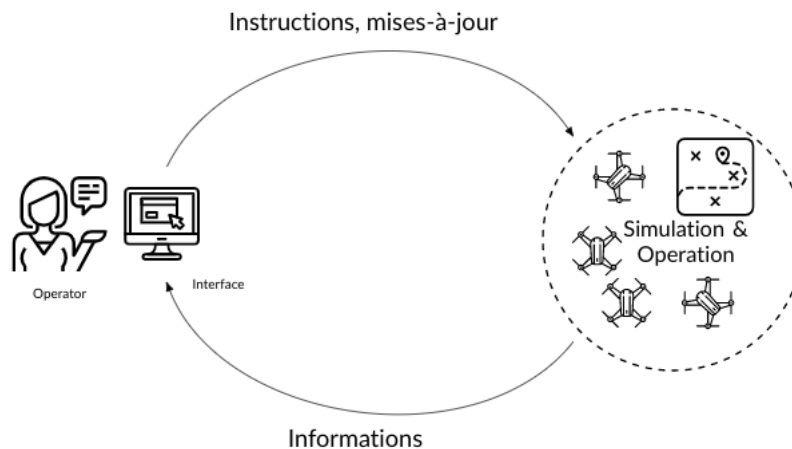 Instructions, mises-à-jour
Simulation &
Operation
Operator
Interface
Informations